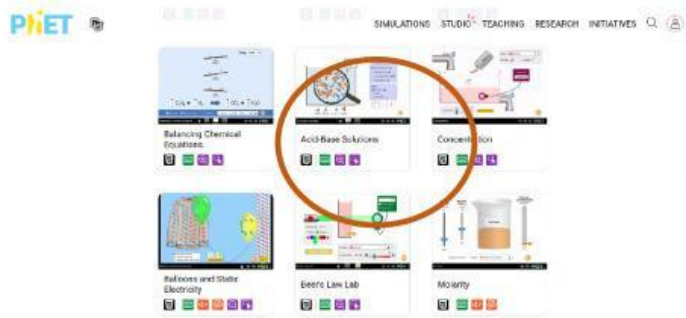 PhET
SIMULATIONS STUDIO TEACHING RESEARCH INITIATIVES
Balancing Chemical
Equations
Acid-Base Solutions
Concentration
Balloons and Static
Electricity
Beer's Law Lab
Molarity